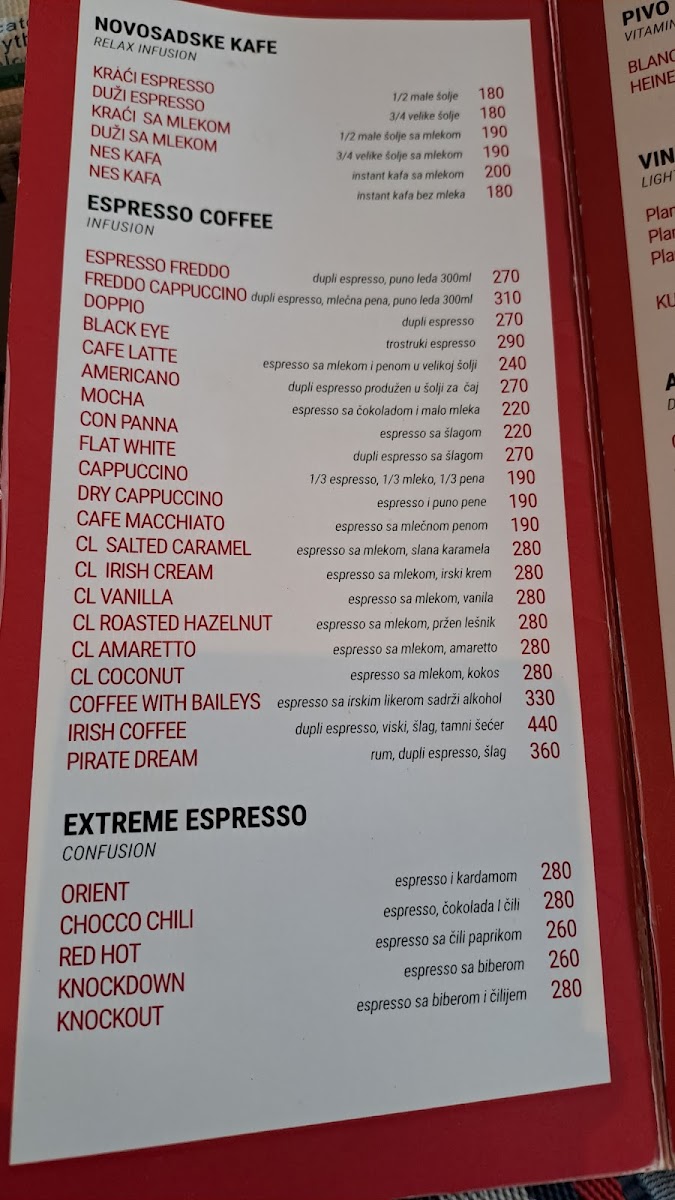 NOVOSADSKE KAFE
RELAX INFUSION
KRAĆI ESPRESSO 1/2 male šolje 180
DUŽI ESPRESSO 3/4 velike šolje 180
KRAĆI SA MLEKOM 1/2 male šolje sa mlekom 190
DUŽI SA MLEKOM 3/4 velike šolje sa mlekom 190
NES KAFA instant kafa sa mlekom 200
NES KAFA instant kafa bez mleka 180
ESPRESSO COFFEE
INFUSION
ESPRESSO FREDDO dupli espresso, puno leda 300ml 270
FREDDO CAPPUCCINO dupli espresso, mlečna pena, puno leda 300ml 310
DOPPIO dupli espresso 270
BLACK EYE trostruki espresso 290
CAFE LATTE espresso sa mlekom i penom u velikoj šolji 240
AMERICANO dupli espresso produžen u šolji za čaj 270
MOCHA espresso sa čokoladom i malo mleka 220
CON PANNA espresso sa šlagom 220
FLAT WHITE dupli espresso sa šlagom 270
CAPPUCCINO 1/3 espresso, 1/3 mleko, 1/3 pena 190
DRY CAPPUCCINO espresso i puno pene 190
CAFE MACCHIATO espresso sa mlečnom penom 190
CL SALTED CARAMEL espresso sa mlekom, slana karamela 280
CL IRISH CREAM espresso sa mlekom, irski krem 280
CL VANILLA espresso sa mlekom, vanila 280
CL ROASTED HAZELNUT espresso sa mlekom, pržen lešnik 280
CL AMARETTO espresso sa mlekom, amaretto 280
CL COCONUT espresso sa mlekom, kokos 280
COFFEE WITH BAILEYS espresso sa irskim likerom sadrži alkohol 330
IRISH COFFEE dupli espresso, viski, šlag, tamni šećer 440
PIRATE DREAM rum, dupli espresso, šlag 360
EXTREME ESPRESSO
CONFUSION
ORIENT espresso i kardamom 280
CHOCCO CHILI espresso, čokolada I čili 280
RED HOT espresso sa čili paprikom 260
KNOCKDOWN espresso sa biberom 260
KNOCKOUT espresso sa biberom i čilijem 280
PIVO